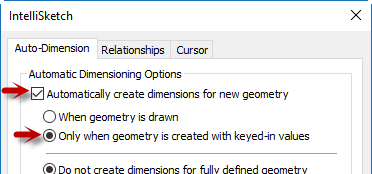 IntelliSketch
Auto-Dimension Relationships Cursor
Automatic Dimensioning Options
Automatically create dimensions for new geometry
When geometry is drawn
Only when geometry is created with keyed-in values
Do not create dimensions for fully defined geometry